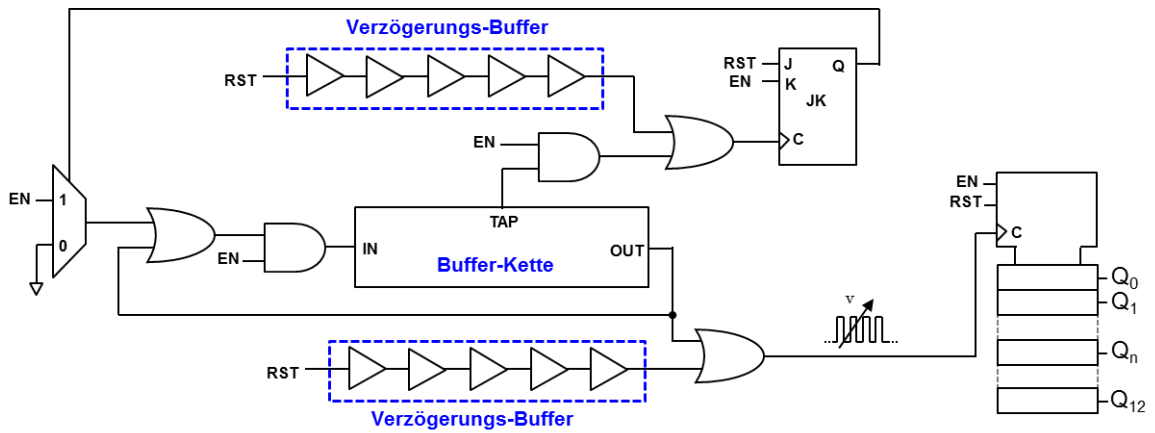 Verzögerungs-Buffer
RST
RST
EN
J
K
Q
JK
C
EN
TAP
EN
1
0
EN
IN
OUT
Buffer-Kette
EN
RST
C
v
RST
Verzögerungs-Buffer
Q0
Q1
Qn
Q12